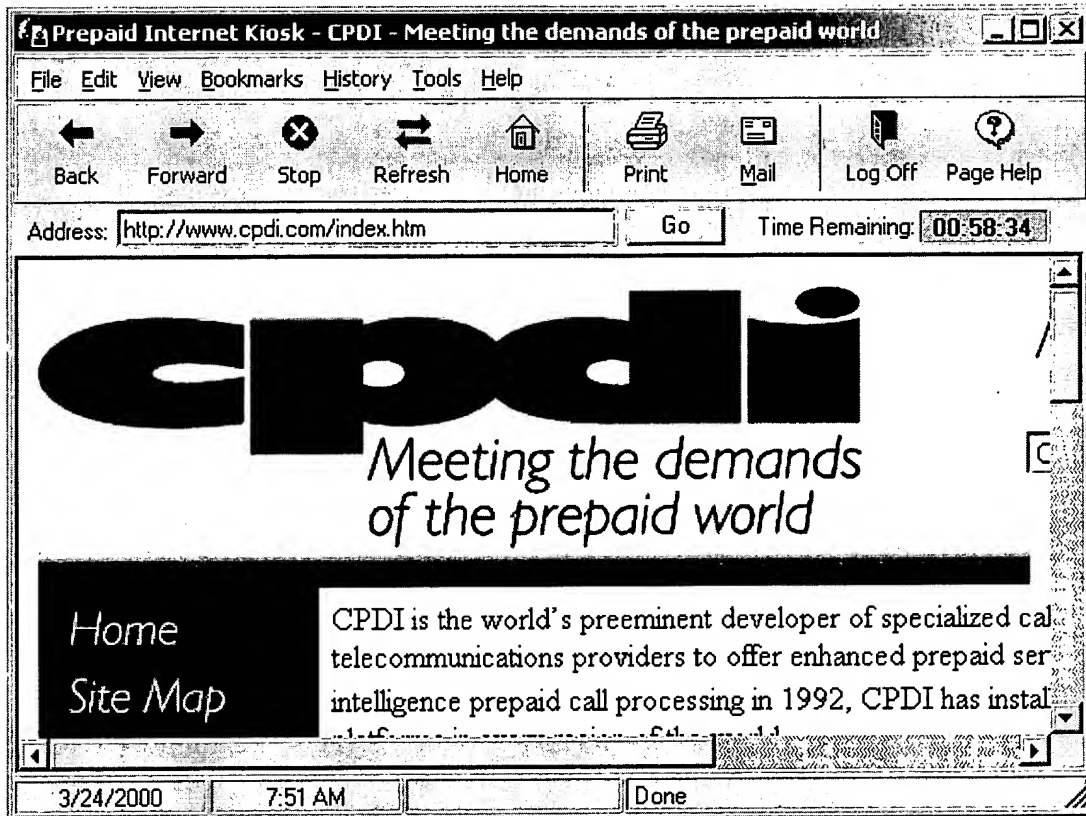 Prepaid Internet Kiosk - CPDI - Meeting the demands of the prepaid world
File Edit View Bookmarks History Tools Help
Back Forward Stop Refresh Home Print Mail Log Off Page Help
Address: http://www.cpdi.com/index.htm Go Time Remaining: 00:58:34
cpdi
Meeting the demands
of the prepaid world
Home
Site Map
CPDI is the world's preeminent developer of specialized cal
telecommunications providers to offer enhanced prepaid ser
intelligence prepaid call processing in 1992, CPDI has instal
3/24/2000 7:51 AM Done